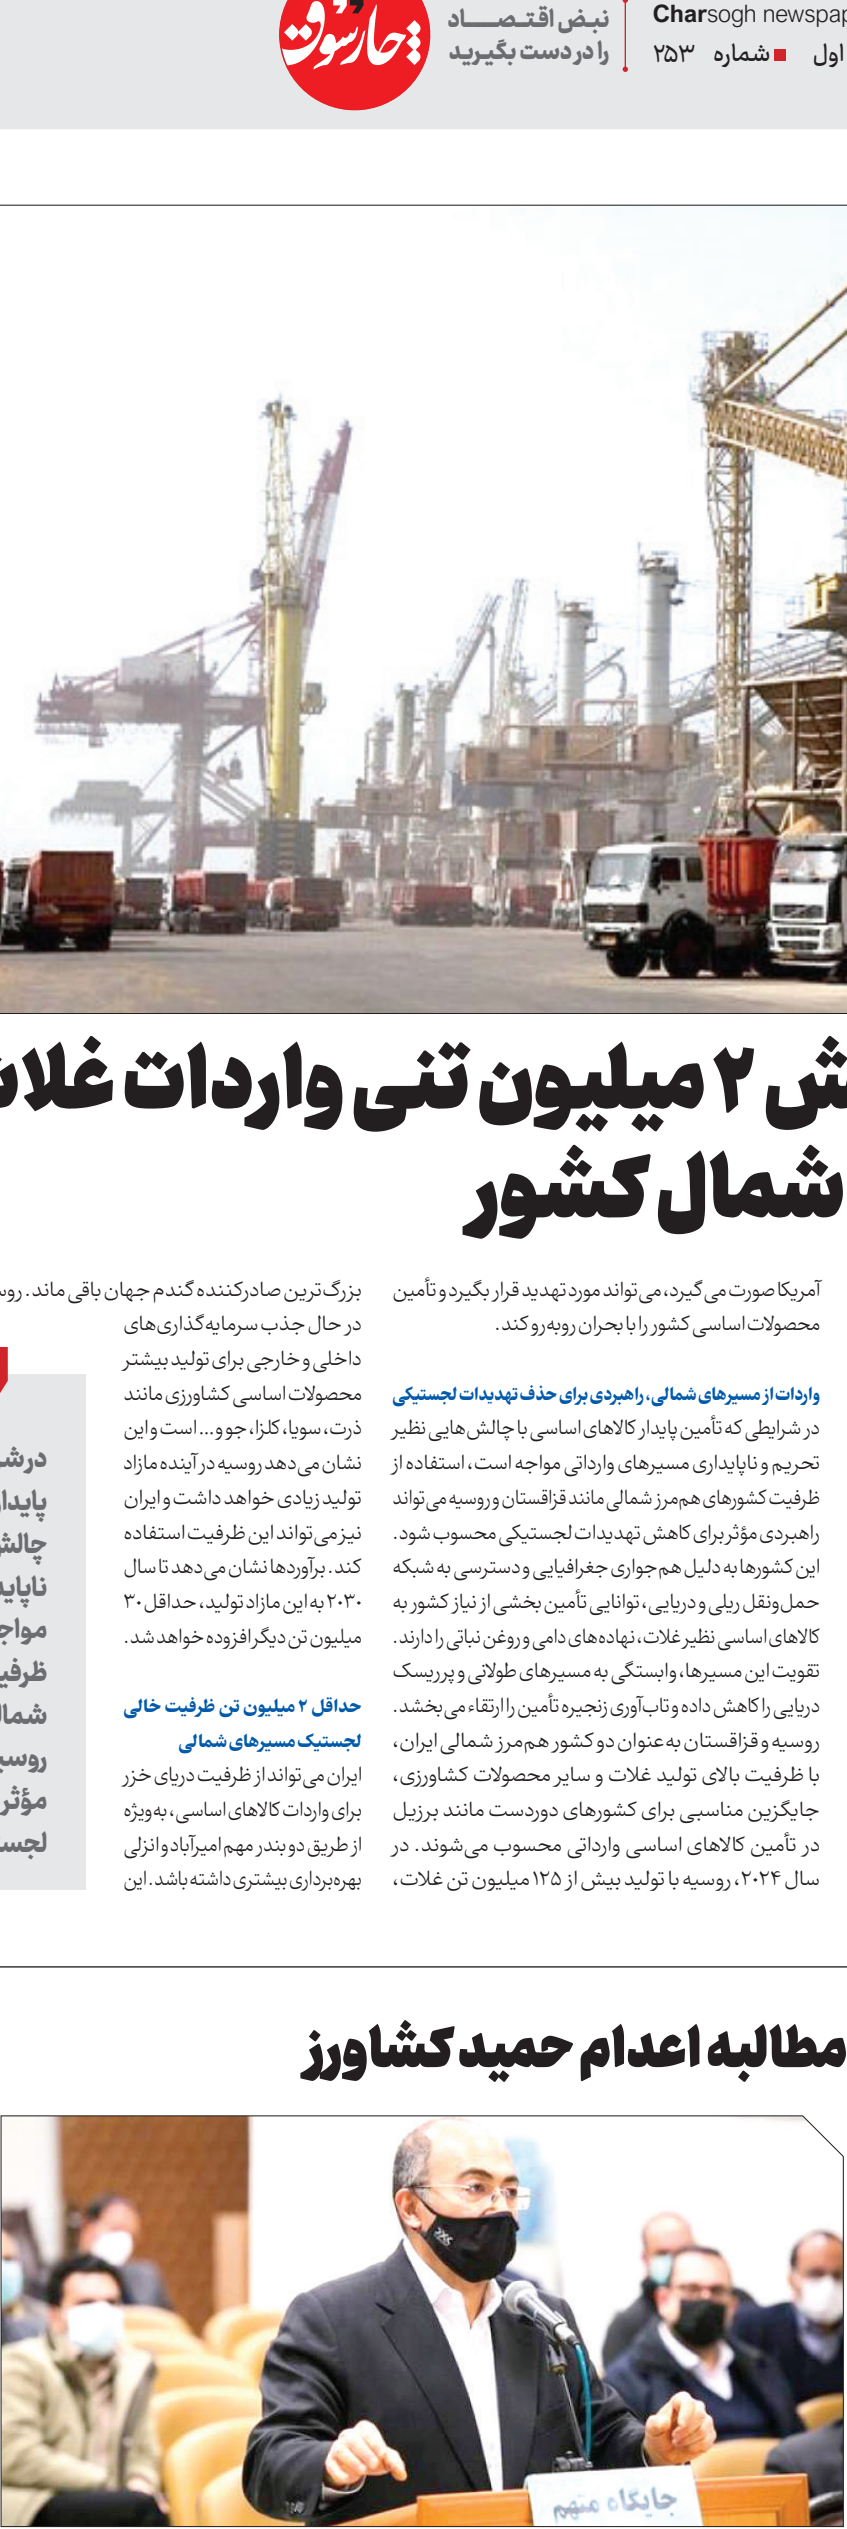 Charsogh newspap
اول ■ شماره ۲۵۳
نبض اقتصاد
را در دست بگیرید
چارسوق
ش ۲ میلیون تنی واردات غلا
شمال کشور
آمریکا صورت می‌گیرد، می‌تواند مورد تهدید قرار بگیرد و تأمین
محصولات اساسی کشور را با بحران روبه‌رو کند.
واردات از مسیرهای شمالی، راهبردی برای حذف تهدیدات لجستیکی
در شرایطی که تأمین پایدار کالاهای اساسی با چالش‌هایی نظیر
تحریم و ناپایداری مسیرهای وارداتی مواجه است، استفاده از
ظرفیت کشورهای هم‌مرز شمالی مانند قزاقستان و روسیه می‌تواند
راهبردی مؤثر برای کاهش تهدیدات لجستیکی محسوب شود.
این کشورها به دلیل هم‌جواری جغرافیایی و دسترسی به شبکه
حمل‌ونقل ریلی و دریایی، توانایی تأمین بخشی از نیاز کشور به
کالاهای اساسی نظیر غلات، نهاده‌های دامی و روغن نباتی را دارند.
تقویت این مسیرها، وابستگی به مسیرهای طولانی و پرریسک
دریایی را کاهش داده و تاب‌آوری زنجیره تأمین را ارتقاء می‌بخشد.
روسیه و قزاقستان به عنوان دو کشور هم‌مرز شمالی ایران،
با ظرفیت بالای تولید غلات و سایر محصولات کشاورزی،
جایگزین مناسبی برای کشورهای دوردست مانند برزیل
در تأمین کالاهای اساسی وارداتی محسوب می‌شوند. در
سال ۲۰۲۴، روسیه با تولید بیش از ۱۲۵ میلیون تن غلات،
بزرگ‌ترین صادرکننده گندم جهان باقی ماند. روس
در حال جذب سرمایه‌گذاری‌های
داخلی و خارجی برای تولید بیشتر
محصولات اساسی کشاورزی مانند
ذرت، سویا، کلزا، جو و... است و این
نشان می‌دهد روسیه در آینده مازاد
تولید زیادی خواهد داشت و ایران
نیز می‌تواند این ظرفیت استفاده
کند. برآوردها نشان می‌دهد تا سال
۲۰۳۰ به این مازاد تولید، حداقل ۳۰
میلیون تن دیگر افزوده خواهد شد.
حداقل ۲ میلیون تن ظرفیت خالی
لجستیک مسیرهای شمالی
ایران می‌تواند از ظرفیت دریای خزر
برای واردات کالاهای اساسی، به‌ویژه
از طریق دو بندر مهم امیرآباد و انزلی
بهره‌برداری بیشتری داشته باشد. این
درشـ
پایدا
چالش
ناپاید
مواج
ظرفیـ
شمال
روسیـ
مؤثر
لجسـ
مطالبه اعدام حمید کشاورز
جایگاه متهم